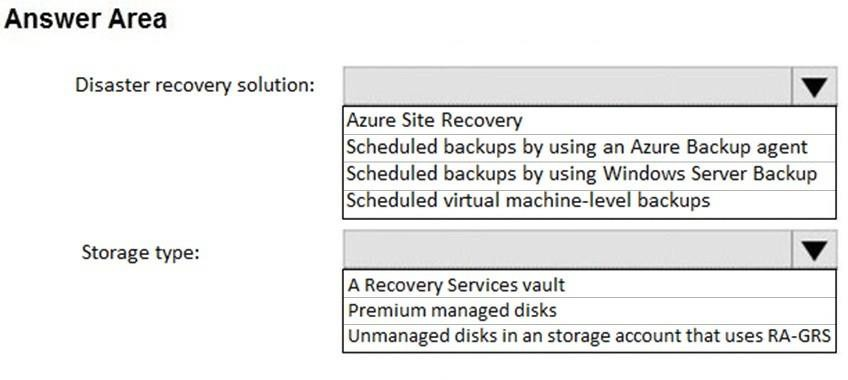 Answer Area
Disaster recovery solution:
Azure Site Recovery
Scheduled backups by using an Azure Backup agent
Scheduled backups by using Windows Server Backup
Scheduled virtual machine-level backups
Storage type:
A Recovery Services vault
Premium managed disks
Unmanaged disks in an storage account that uses RA-GRS